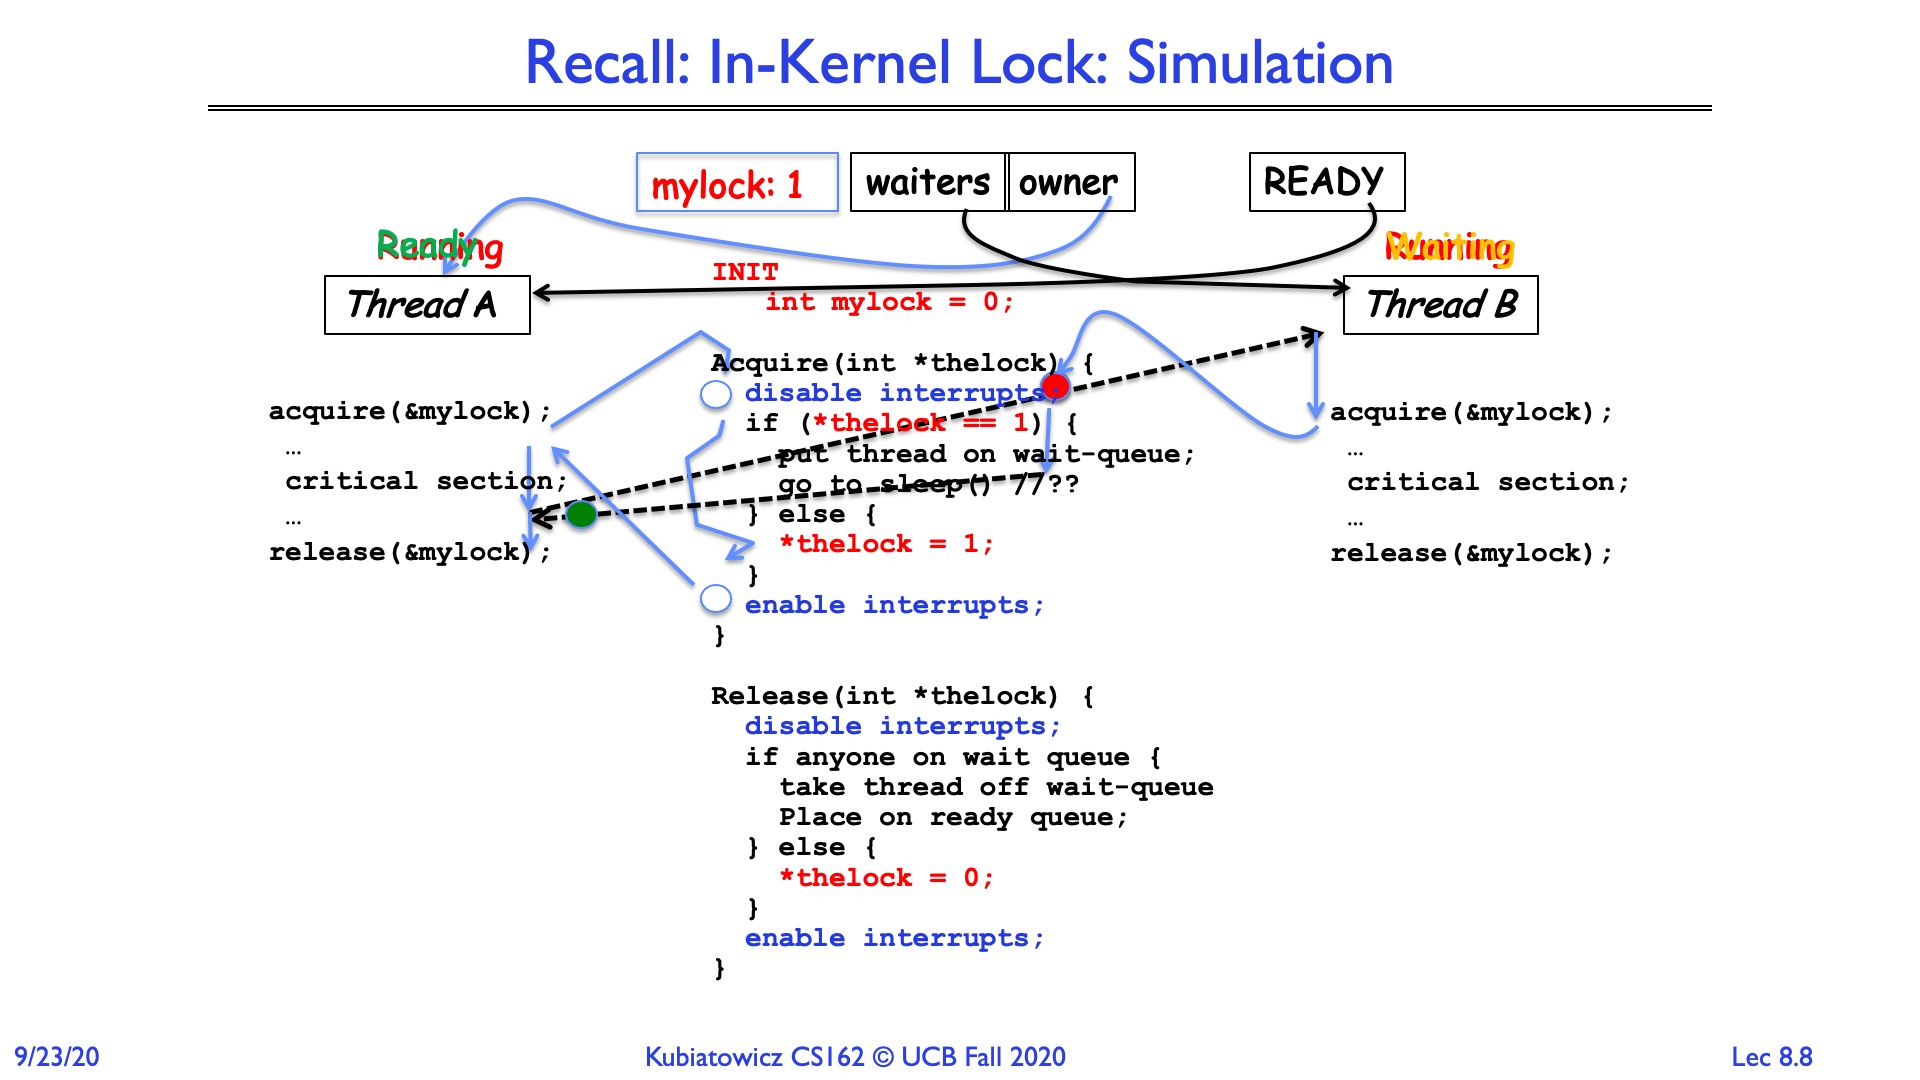 Recall: In-Kernel Lock: Simulation
mylock: 1
waiters
owner
READY
Ready
Running
Running
Waiting
INIT
int mylock = 0;
Thread A
Thread B
Acquire(int *thelock) {
disable interrupts;
if (*thelock == 1) {
put thread on wait-queue;
go to sleep() //??
} else {
*thelock = 1;
}
enable interrupts;
}
acquire(&mylock);
…
critical section;
…
release(&mylock);
acquire(&mylock);
…
critical section;
…
release(&mylock);
Release(int *thelock) {
disable interrupts;
if anyone on wait queue {
take thread off wait-queue
Place on ready queue;
} else {
*thelock = 0;
}
enable interrupts;
}
9/23/20
Kubiatowicz CS162 © UCB Fall 2020
Lec 8.8